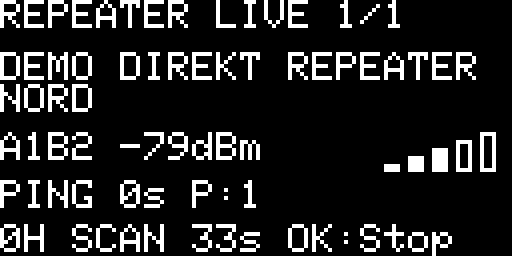 REPEATER LIVE 1/1
DEMO DIREKT REPEATER
NORD
A1B2 -79dBm
PING 0s P:1
0H SCAN 33s OK:Stop